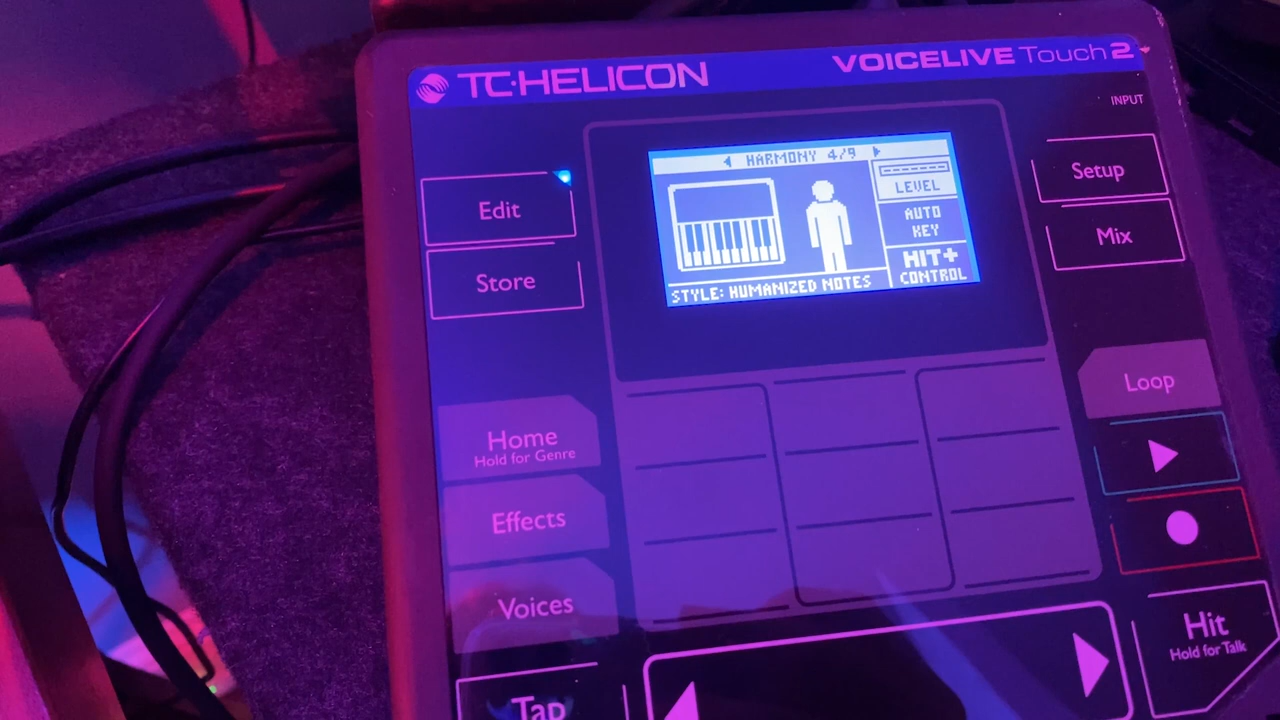 TC·HELICON
VOICELIVE Touch 2
INPUT
HARMONY 4/9
LEVEL
AUTO
KEY
HIT+
CONTROL
STYLE: HUMANIZED NOTES
Edit
Store
Setup
Mix
Home
Hold for Genre
Effects
Voices
Loop
Tap
Hit
Hold for Talk